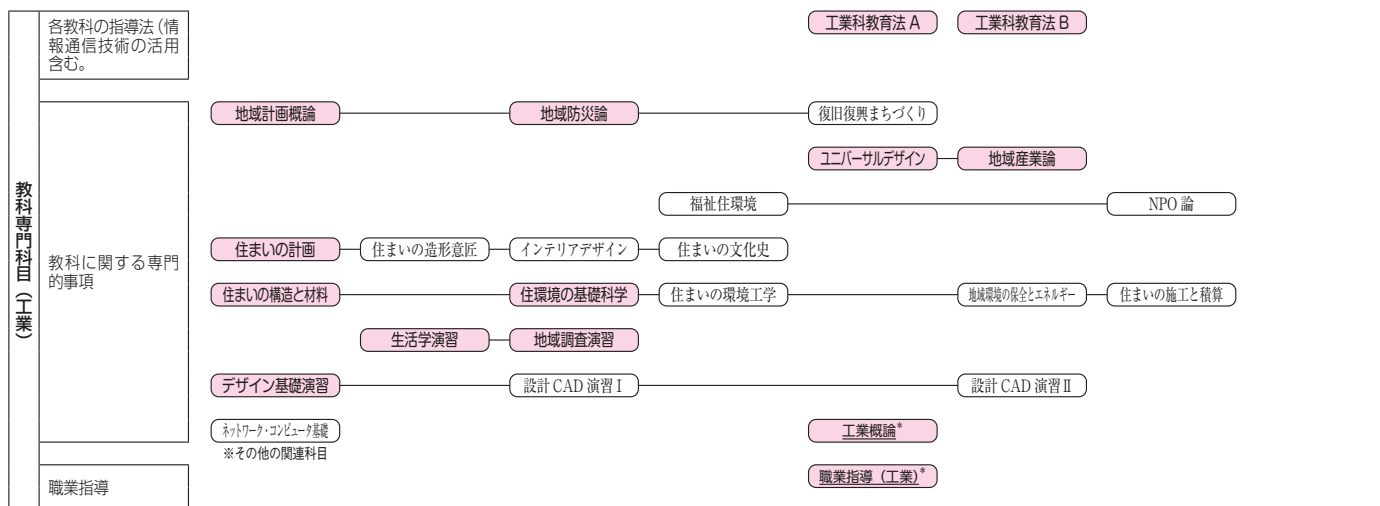 教科専門科目（工業）
各教科の指導法（情
報通信技術の活用
含む。
工業科教育法 A
工業科教育法 B
教科に関する専門
的事項
地域計画概論
地域防災論
復旧復興まちづくり
ユニバーサルデザイン
地域産業論
福祉住環境
NPO 論
住まいの計画
住まいの造形意匠
インテリアデザイン
住まいの文化史
住まいの構造と材料
住環境の基礎科学
住まいの環境工学
地域環境の保全とエネルギー
住まいの施工と積算
生活学演習
地域調査演習
デザイン基礎演習
設計 CAD 演習 I
設計 CAD 演習 II
ネットワーク・コンピュータ基礎
※その他の関連科目
工業概論*
職業指導
職業指導（工業）*